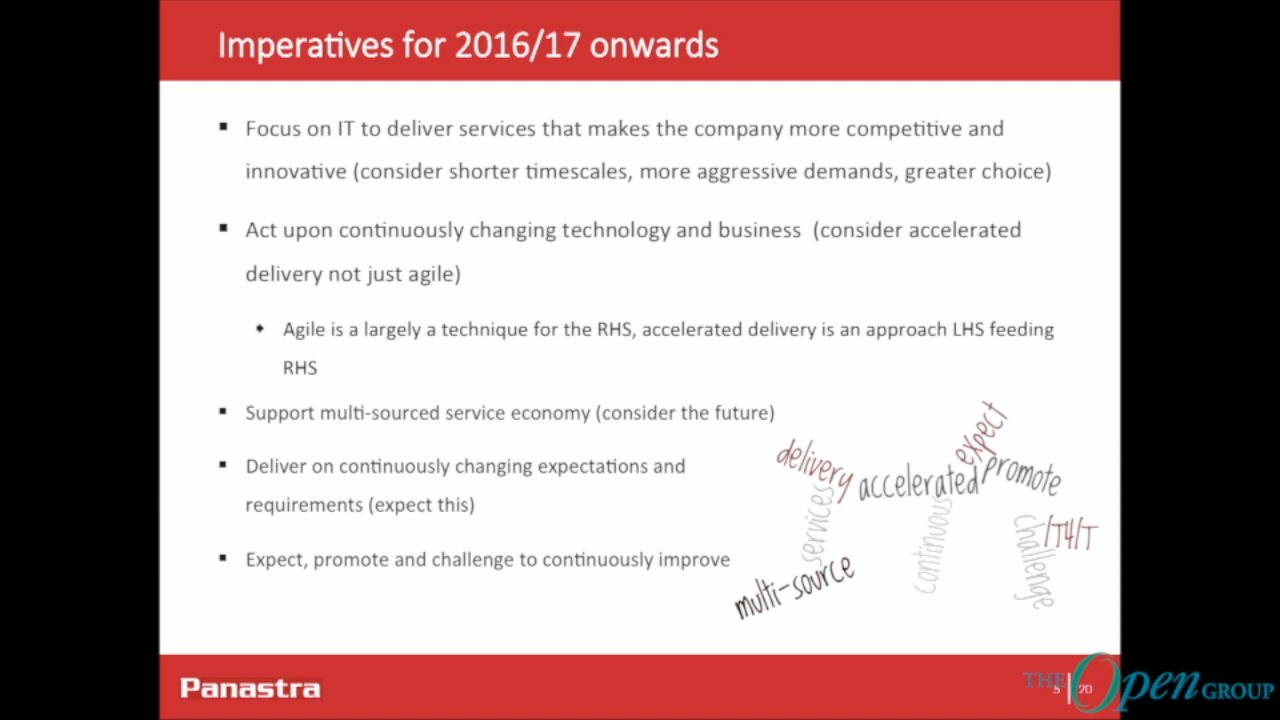 Imperatives for 2016/17 onwards
Focus on IT to deliver services that makes the company more competitive and
innovative (consider shorter timescales, more aggressive demands, greater choice)
Act upon continuously changing technology and business (consider accelerated
delivery not just agile)
Agile is a largely a technique for the RHS, accelerated delivery is an approach LHS feeding
RHS
Support multi-sourced service economy (consider the future)
Deliver on continuously changing expectations and
requirements (expect this)
Expect, promote and challenge to continuously improve
delivery
services
multi-source
accelerated
continuous
expect
promote
challenge
IT4IT
Panastra
5 | 20
THE Open GROUP